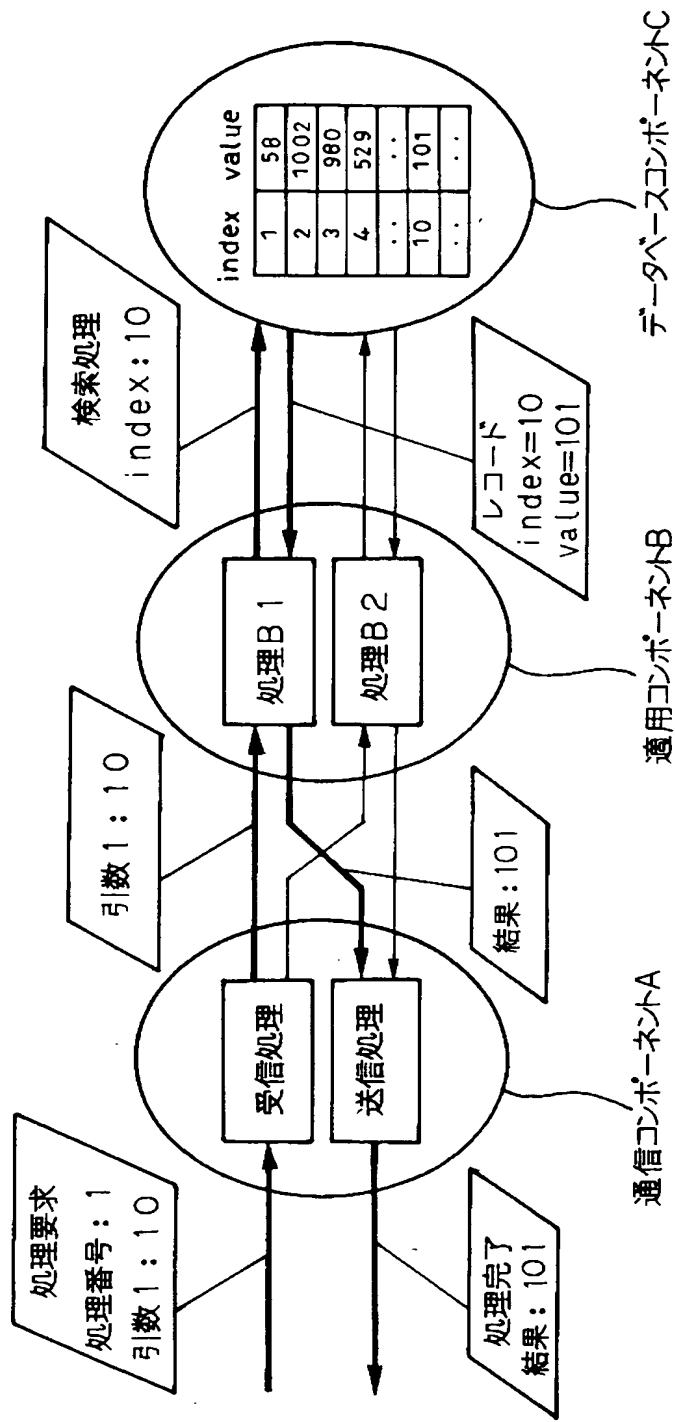 処理要求
処理番号:1
引数1:10
引数1:10
検索処理
index:10
受信処理
送信処理
処理B1
処理B2
index value
1 58
2 1002
3 980
4 529
‥ ‥
10 101
‥ ‥
処理完了
結果:101
結果:101
レコード
index=10
value=101
通信コンポーネントA
適用コンポーネントB
データベースコンポーネントC